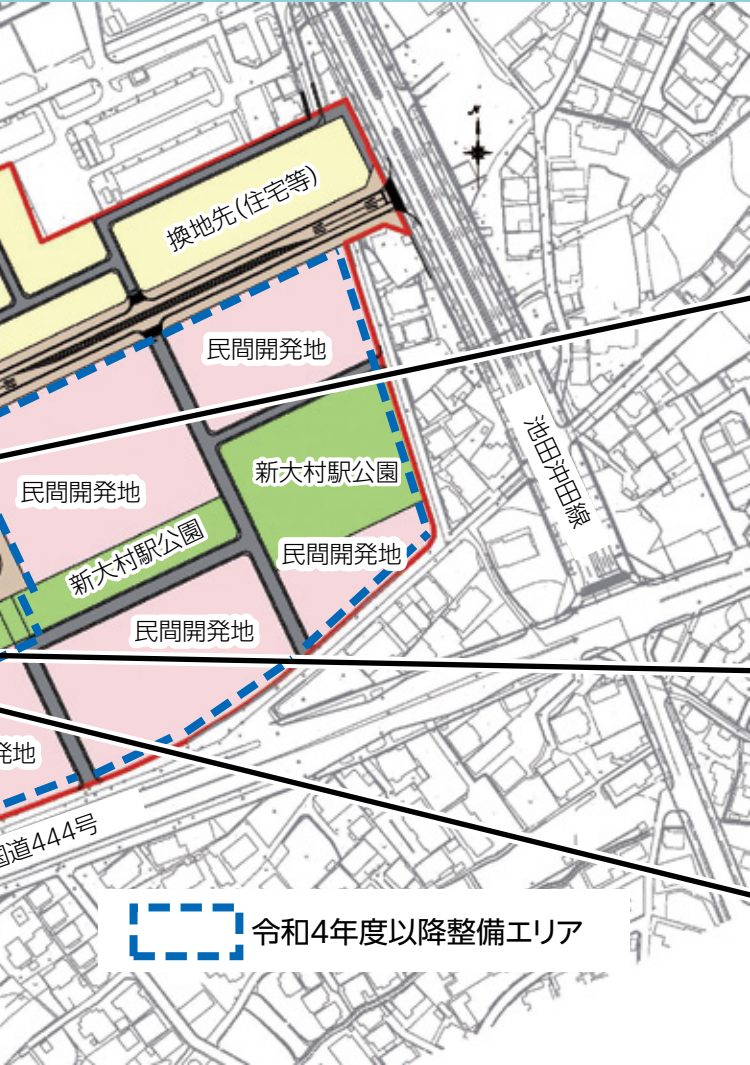 換地先(住宅等)
民間開発地
池田沖田線
新大村駅公園
民間開発地
新大村駅公園
民間開発地
民間開発地
発地
国道444号
令和4年度以降整備エリア